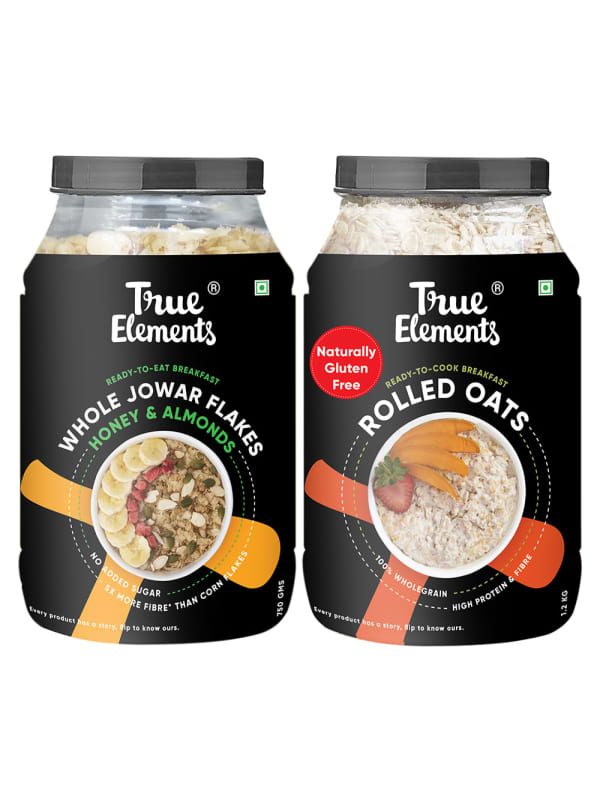 True ®
Elements
READY-TO-EAT BREAKFAST
WHOLE JOWAR FLAKES
HONEY & ALMONDS
NO ADDED SUGAR
5X MORE FIBRE* THAN CORN FLAKES
750 GMS
Every product has a story, flip to know ours.
True ®
Elements
Naturally
Gluten
Free
READY-TO-COOK BREAKFAST
ROLLED OATS
100% WHOLEGRAIN
HIGH PROTEIN & FIBRE
1.2 KG
Every product has a story, flip to know ours.